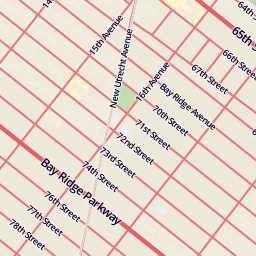 64th
65th
15th Avenue
New Utrecht Avenue
66th Street
67th Street
16th Avenue
Bay Ridge Avenue
70th Street
71st Street
72nd Street
73rd Street
74th Street
Bay Ridge Parkway
76th Street
77th Street
78th Street